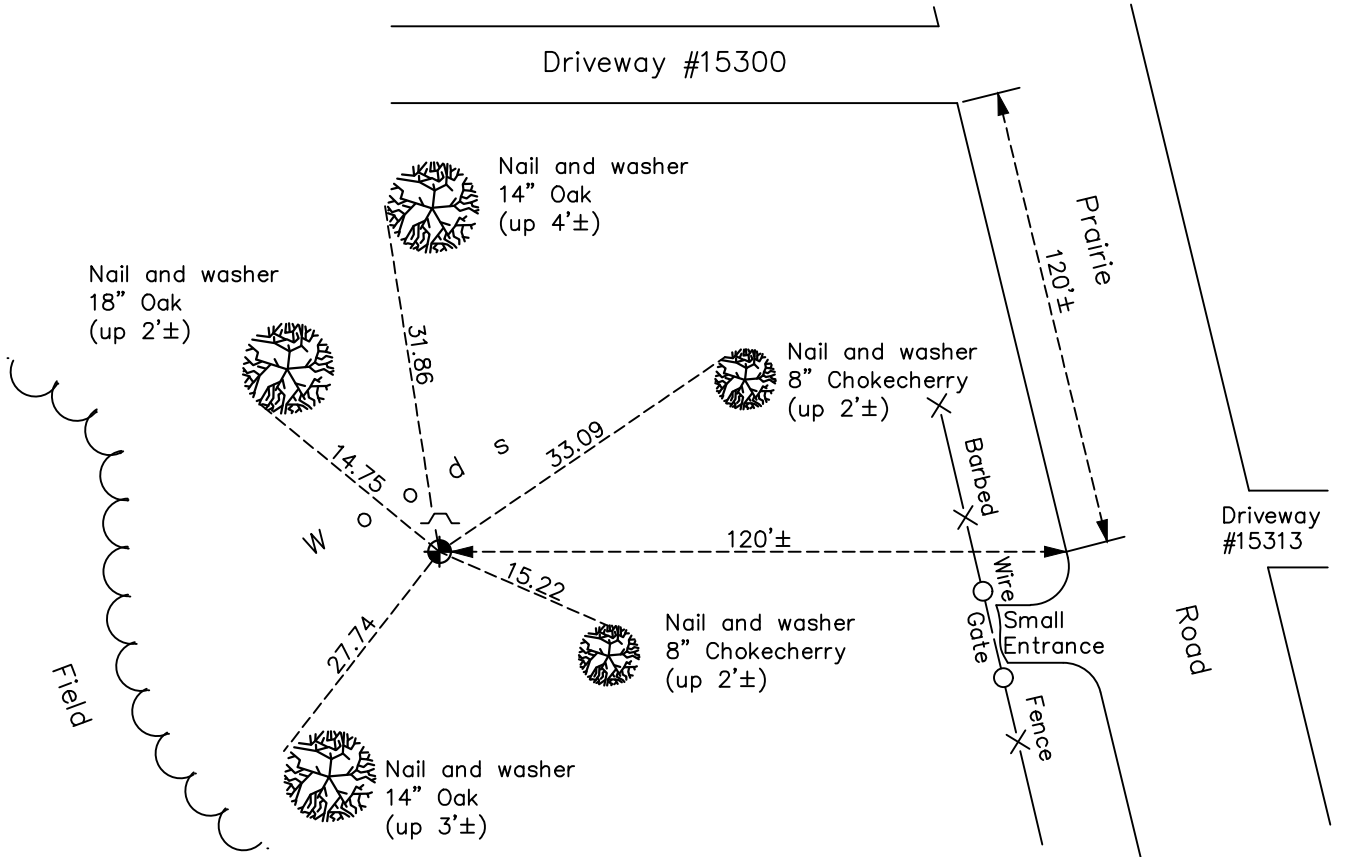 Driveway #15300
Nail and washer
14” Oak
(up 4'±)
Prairie
120'±
Nail and washer
18” Oak
(up 2'±)
31.86
Nail and washer
8” Chokecherry
(up 2'±)
33.09
14.75
Woods
Barbed
Driveway
#15313
120'±
Wire
15.22
Gate
Small
Entrance
Road
Nail and washer
8” Chokecherry
(up 2'±)
27.74
Field
Fence
Nail and washer
14” Oak
(up 3'±)